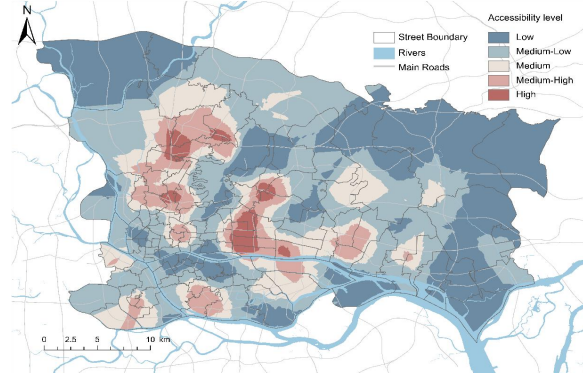 N
Accessibility level
Street Boundary
Rivers
Main Roads
Low
Medium-Low
Medium
Medium-High
High
0 2.5 5 10 km